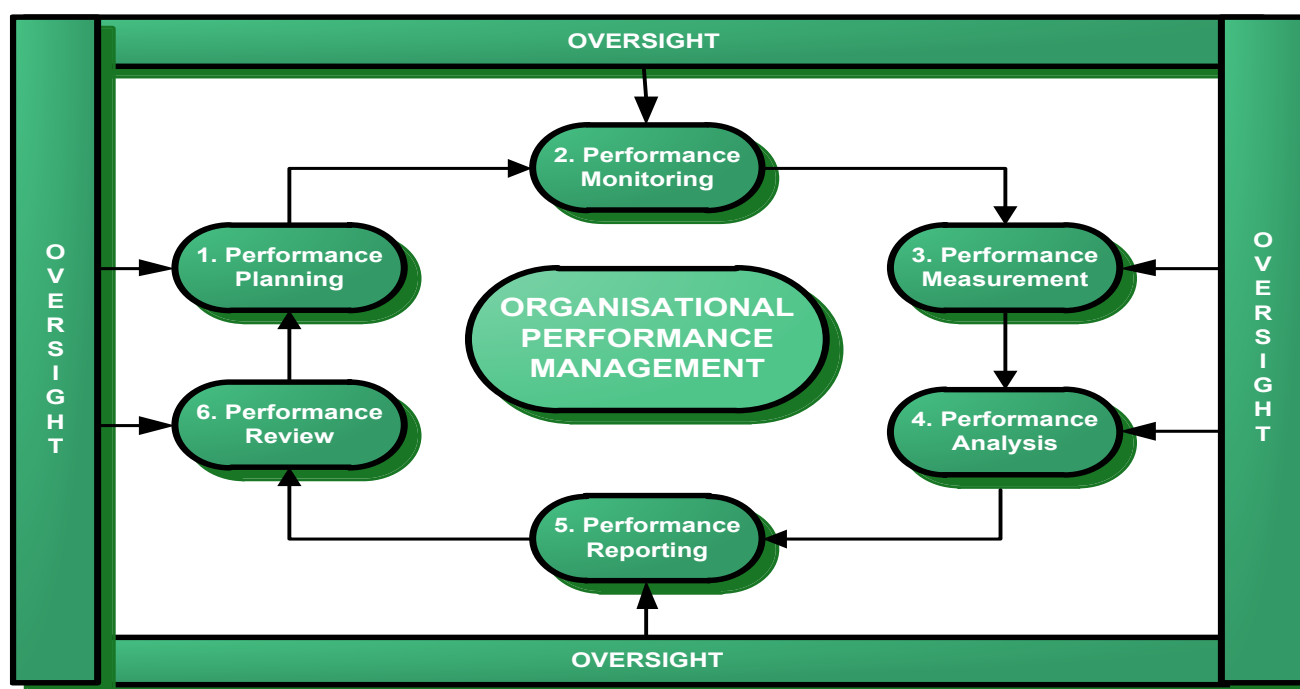 OVERSIGHT
2. Performance
Monitoring
1. Performance
Planning
3. Performance
Measurement
O
V
E
R
S
I
G
H
T
O
V
E
R
S
I
G
H
T
ORGANISATIONAL
PERFORMANCE
MANAGEMENT
6. Performance
Review
4. Performance
Analysis
5. Performance
Reporting
OVERSIGHT